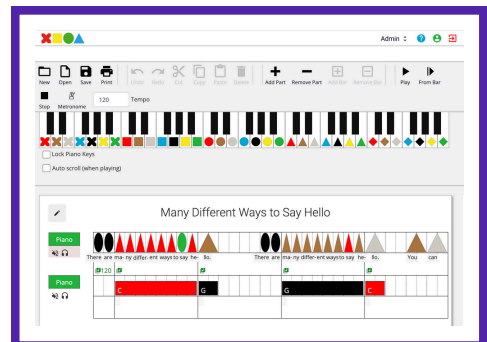 Admin
New Open Save Print Undo Redo Cut Copy Paste Delete Add Part Remove Part Add Bar Remove Bar Play From Bar
Stop Metronome 120 Tempo
Lock Piano Keys
Auto scroll (when playing)
Many Different Ways to Say Hello
Piano
There are ma- ny differ- ent ways to say he- llo. There are ma- ny differ- ent ways to say he- llo. You can
120
Piano
C G G C